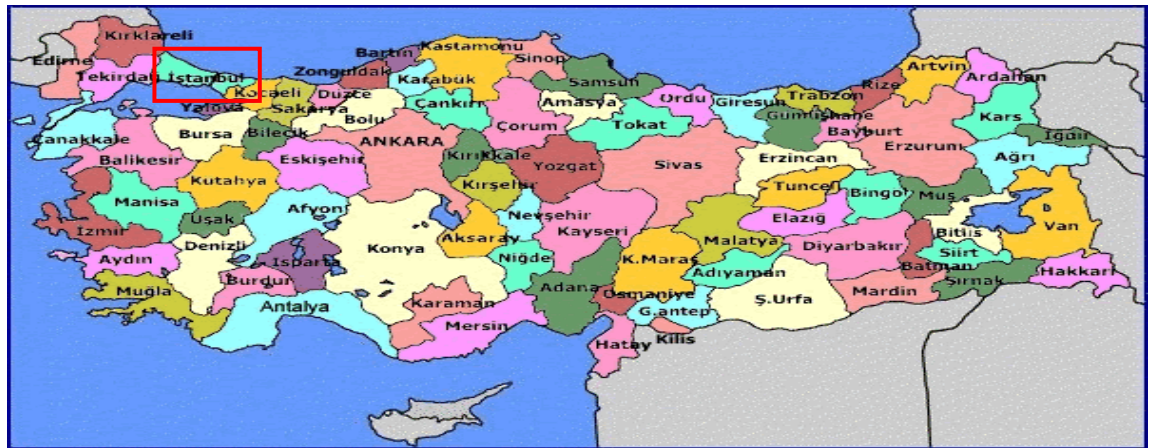 Kırklareli
Edirne
Tekirdağ
İstanbul
Kocaeli
Yalova
Sakarya
Düzce
Zonguldak
Bartın
Karabük
Kastamonu
Sinop
Samsun
Çankırı
Bolu
Amasya
Ordu
Giresun
Trabzon
Rize
Artvin
Ardahan
Çanakkale
Bursa
Bilecik
ANKARA
Çorum
Tokat
Gümüşhane
Bayburt
Kars
Iğdır
Balikesir
Eskişehir
Kırıkkale
Yozgat
Sivas
Erzincan
Erzurum
Ağrı
Kutahya
Kırşehir
Tunceli
Bingol
Muş
Manisa
Uşak
Afyon
Nevşehir
Kayseri
Malatya
Elazığ
Bitlis
Van
İzmir
Denizli
Isparta
Konya
Aksaray
Niğde
K.Maraş
Adıyaman
Diyarbakır
Batman
Siirt
Aydın
Burdur
Hakkari
Muğla
Antalya
Karaman
Adana
Osmaniye
G.antep
Ş.Urfa
Mardin
Şırnak
Mersin
Hatay
Kilis